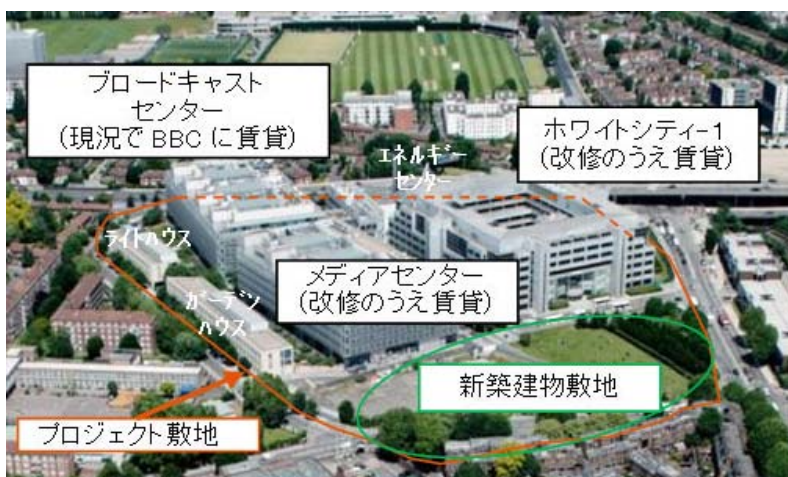 ブロードキャスト
センター
（現況で BBC に賃貸）
エネルギー
センター
ホワイトシティ-1
（改修のうえ賃貸）
ライトハウス
メディアセンター
（改修のうえ賃貸）
ガーデン
ハウス
新築建物敷地
プロジェクト敷地